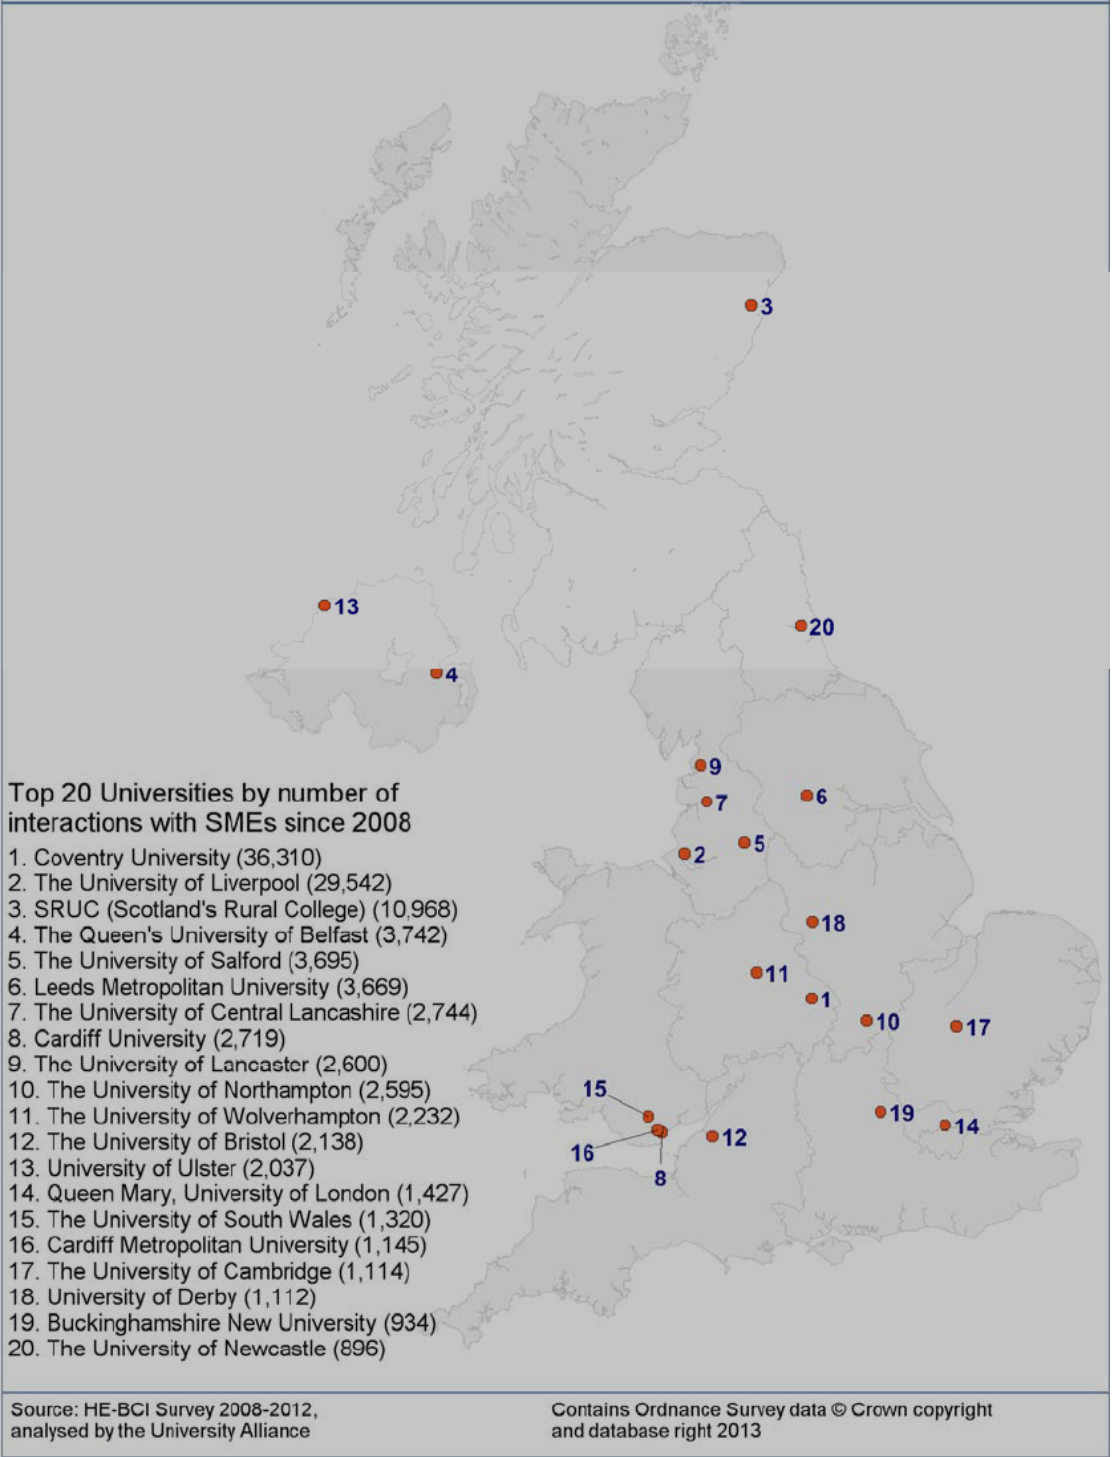 3
13
20
4
9
7
6
5
2
18
11
1
10
17
15
19
14
12
16
8
Top 20 Universities by number of
interactions with SMEs since 2008
1. Coventry University (36,310)
2. The University of Liverpool (29,542)
3. SRUC (Scotland's Rural College) (10,968)
4. The Queen's University of Belfast (3,742)
5. The University of Salford (3,695)
6. Leeds Metropolitan University (3,669)
7. The University of Central Lancashire (2,744)
8. Cardiff University (2,719)
9. The University of Lancaster (2,600)
10. The University of Northampton (2,595)
11. The University of Wolverhampton (2,232)
12. The University of Bristol (2,138)
13. University of Ulster (2,037)
14. Queen Mary, University of London (1,427)
15. The University of South Wales (1,320)
16. Cardiff Metropolitan University (1,145)
17. The University of Cambridge (1,114)
18. University of Derby (1,112)
19. Buckinghamshire New University (934)
20. The University of Newcastle (896)
Source: HE-BCI Survey 2008-2012,
analysed by the University Alliance
Contains Ordnance Survey data © Crown copyright
and database right 2013